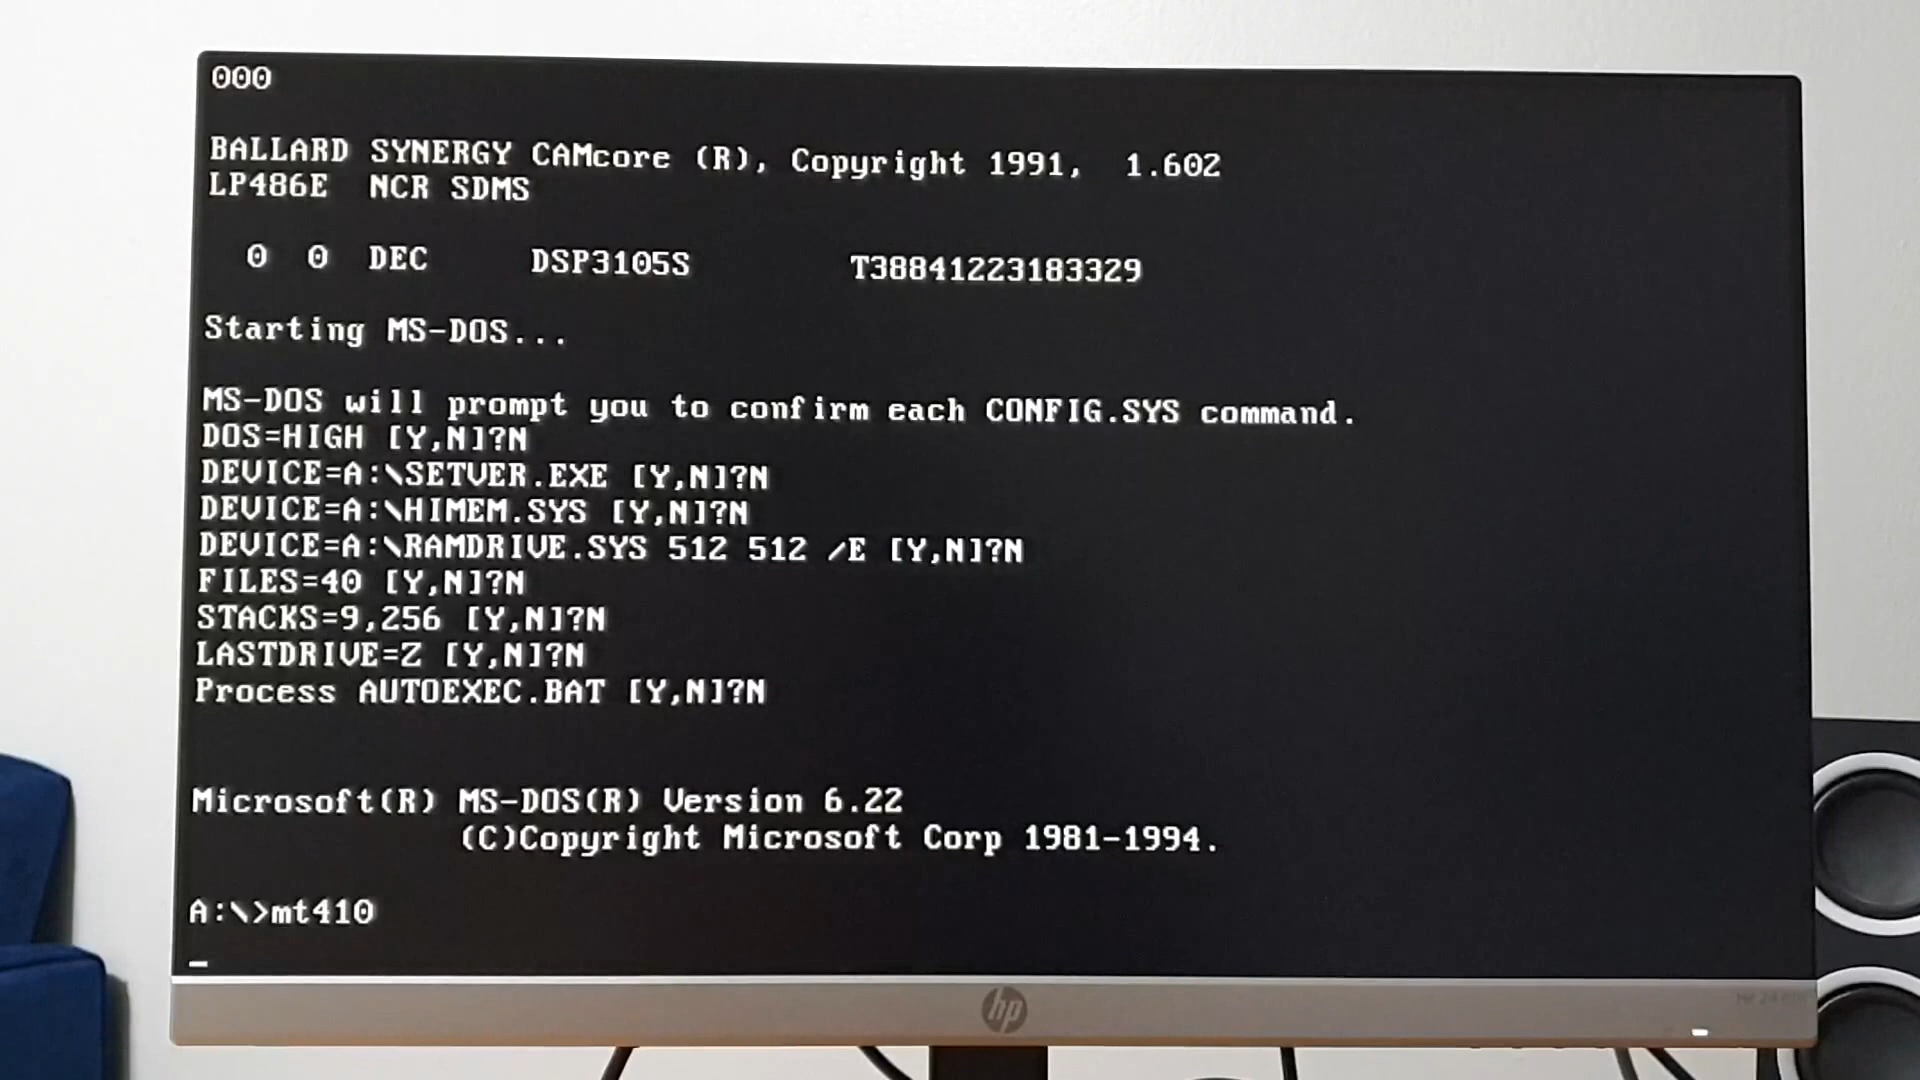 000
BALLARD SYNERGY CAMcore (R), Copyright 1991,  1.602
LP486E  NCR SDMS
0  0  DEC     DSP3105S        T38841223183329
Starting MS-DOS...
MS-DOS will prompt you to confirm each CONFIG.SYS command.
DOS=HIGH [Y,N]?N
DEVICE=A:\SETVER.EXE [Y,N]?N
DEVICE=A:\HIMEM.SYS [Y,N]?N
DEVICE=A:\RAMDRIVE.SYS 512 512 /E [Y,N]?N
FILES=40 [Y,N]?N
STACKS=9,256 [Y,N]?N
LASTDRIVE=Z [Y,N]?N
Process AUTOEXEC.BAT [Y,N]?N
Microsoft(R) MS-DOS(R) Version 6.22
(C)Copyright Microsoft Corp 1981-1994.
A:\>mt410
hp